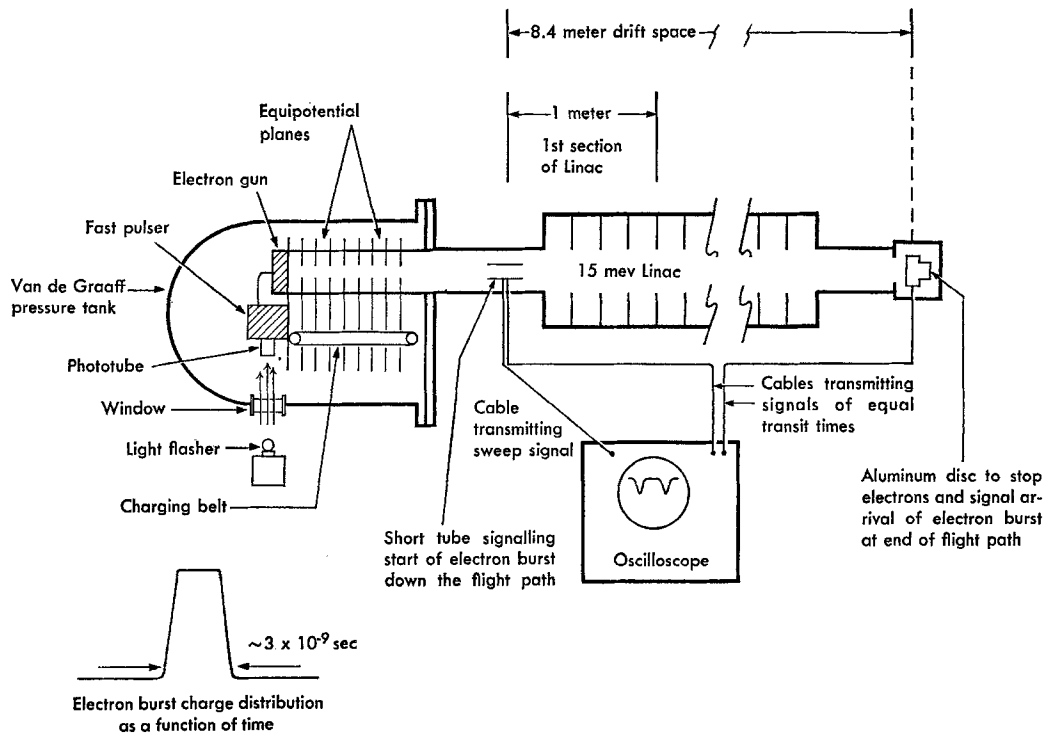 8.4 meter drift space
1 meter
1st section
of Linac
Equipotential
planes
Electron gun
Fast pulser
Van de Graaff
pressure tank
15 mev Linac
Phototube
Window
Light flasher
Charging belt
Cable
transmitting
sweep signal
Cables transmitting
signals of equal
transit times
Short tube signalling
start of electron burst
down the flight path
Oscilloscope
Aluminum disc to stop
electrons and signal ar-
rival of electron burst
at end of flight path
~3 x 10⁻⁹ sec
Electron burst charge distribution
as a function of time